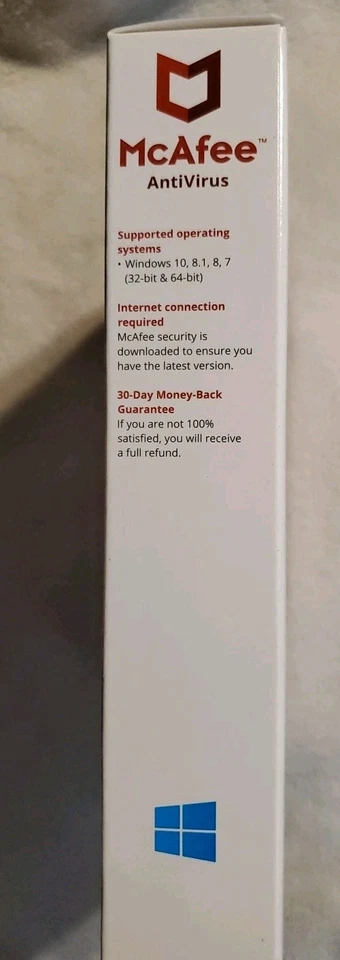 McAfee™
AntiVirus
Supported operating
systems
• Windows 10, 8.1, 8, 7
(32-bit & 64-bit)
Internet connection
required
McAfee security is
downloaded to ensure you
have the latest version.
30-Day Money-Back
Guarantee
If you are not 100%
satisfied, you will receive
a full refund.